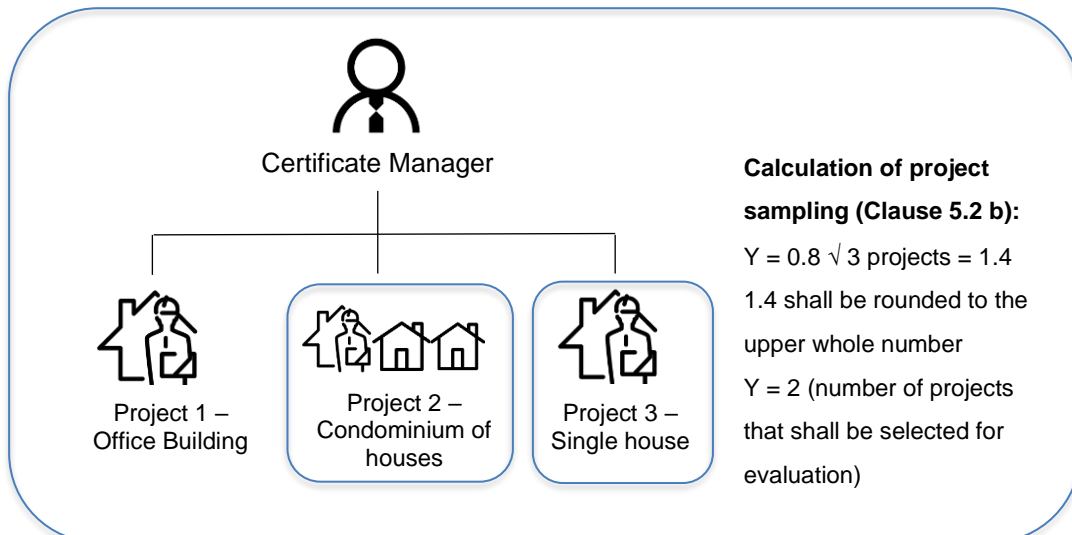 Certificate Manager
Project 1 –
Office Building
Project 2 –
Condominium of
houses
Project 3 –
Single house
Calculation of project
sampling (Clause 5.2 b):
Y = 0.8 √ 3 projects = 1.4
1.4 shall be rounded to the
upper whole number
Y = 2 (number of projects
that shall be selected for
evaluation)